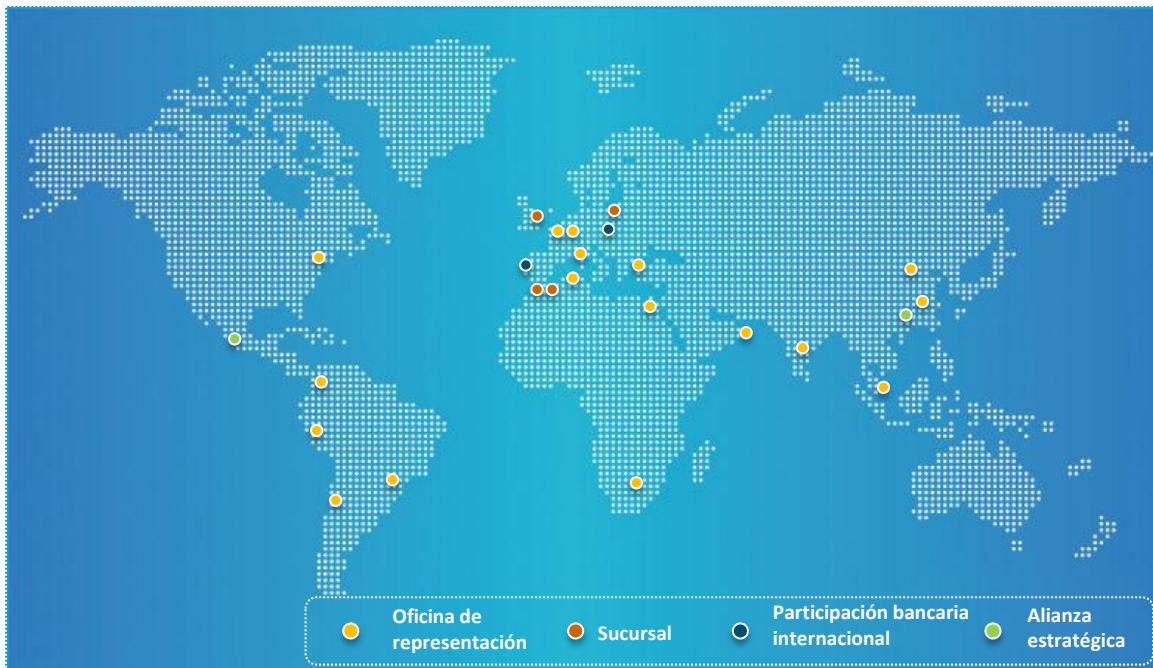 Oficina de
representación
Sucursal
Participación bancaria
internacional
Alianza
estratégica